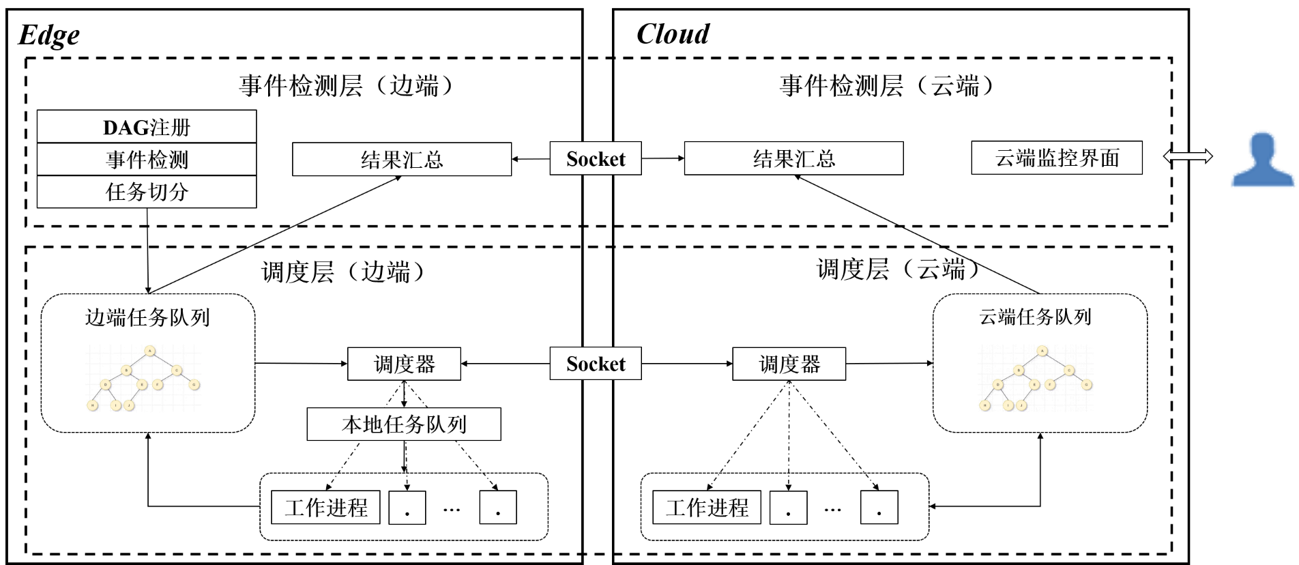 Edge
Cloud
事件检测层（边端）
事件检测层（云端）
DAG注册
事件检测
任务切分
结果汇总
Socket
结果汇总
云端监控界面
调度层（边端）
调度层（云端）
边端任务队列
云端任务队列
调度器
Socket
调度器
本地任务队列
工作进程
.
...
.
工作进程
.
...
.